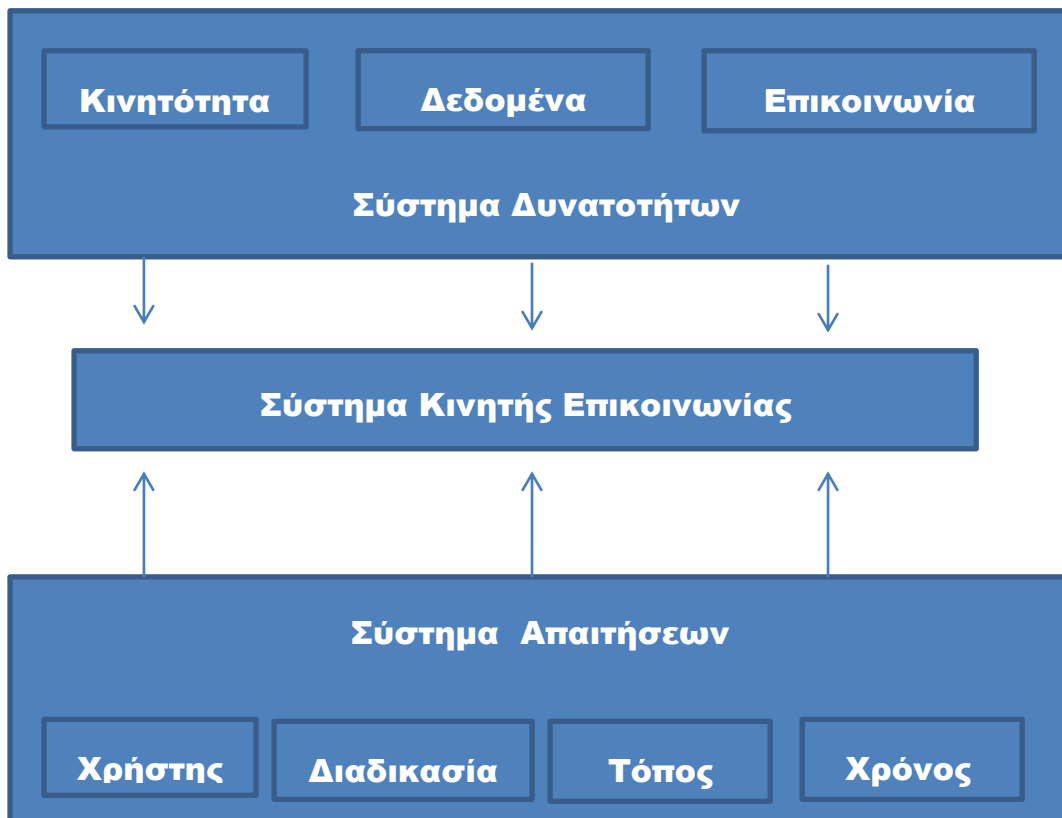 Κινητότητα Δεδομένα Επικοινωνία
Σύστημα Δυνατοτήτων
Σύστημα Κινητής Επικοινωνίας
Σύστημα Απαιτήσεων
Χρήστης Διαδικασία Τόπος Χρόνος